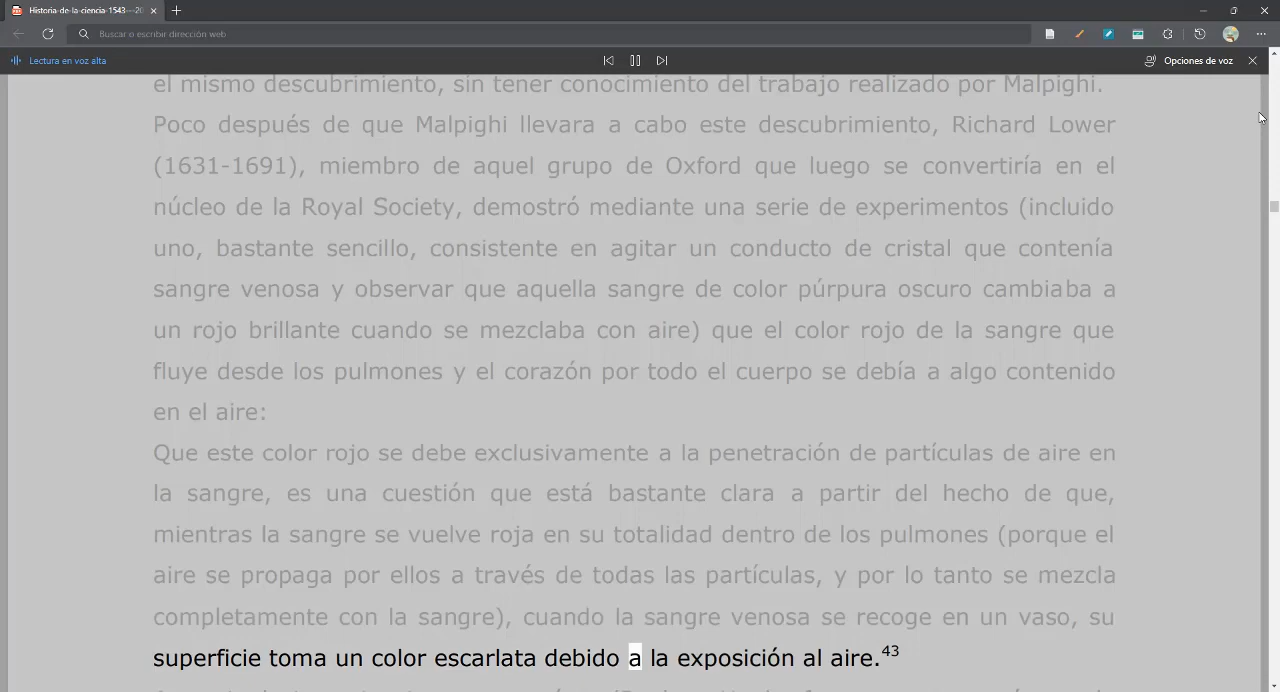 Historia-de-la-ciencia-1543---20
Buscar o escribir dirección web
Lectura en voz alta
Opciones de voz
el mismo descubrimiento, sin tener conocimiento del trabajo realizado por Malpighi.
Poco después de que Malpighi llevara a cabo este descubrimiento, Richard Lower
(1631-1691), miembro de aquel grupo de Oxford que luego se convertiría en el
núcleo de la Royal Society, demostró mediante una serie de experimentos (incluido
uno, bastante sencillo, consistente en agitar un conducto de cristal que contenía
sangre venosa y observar que aquella sangre de color púrpura oscuro cambiaba a
un rojo brillante cuando se mezclaba con aire) que el color rojo de la sangre que
fluye desde los pulmones y el corazón por todo el cuerpo se debía a algo contenido
en el aire:
Que este color rojo se debe exclusivamente a la penetración de partículas de aire en
la sangre, es una cuestión que está bastante clara a partir del hecho de que,
mientras la sangre se vuelve roja en su totalidad dentro de los pulmones (porque el
aire se propaga por ellos a través de todas las partículas, y por lo tanto se mezcla
completamente con la sangre), cuando la sangre venosa se recoge en un vaso, su
superficie toma un color escarlata debido a la exposición al aire.43